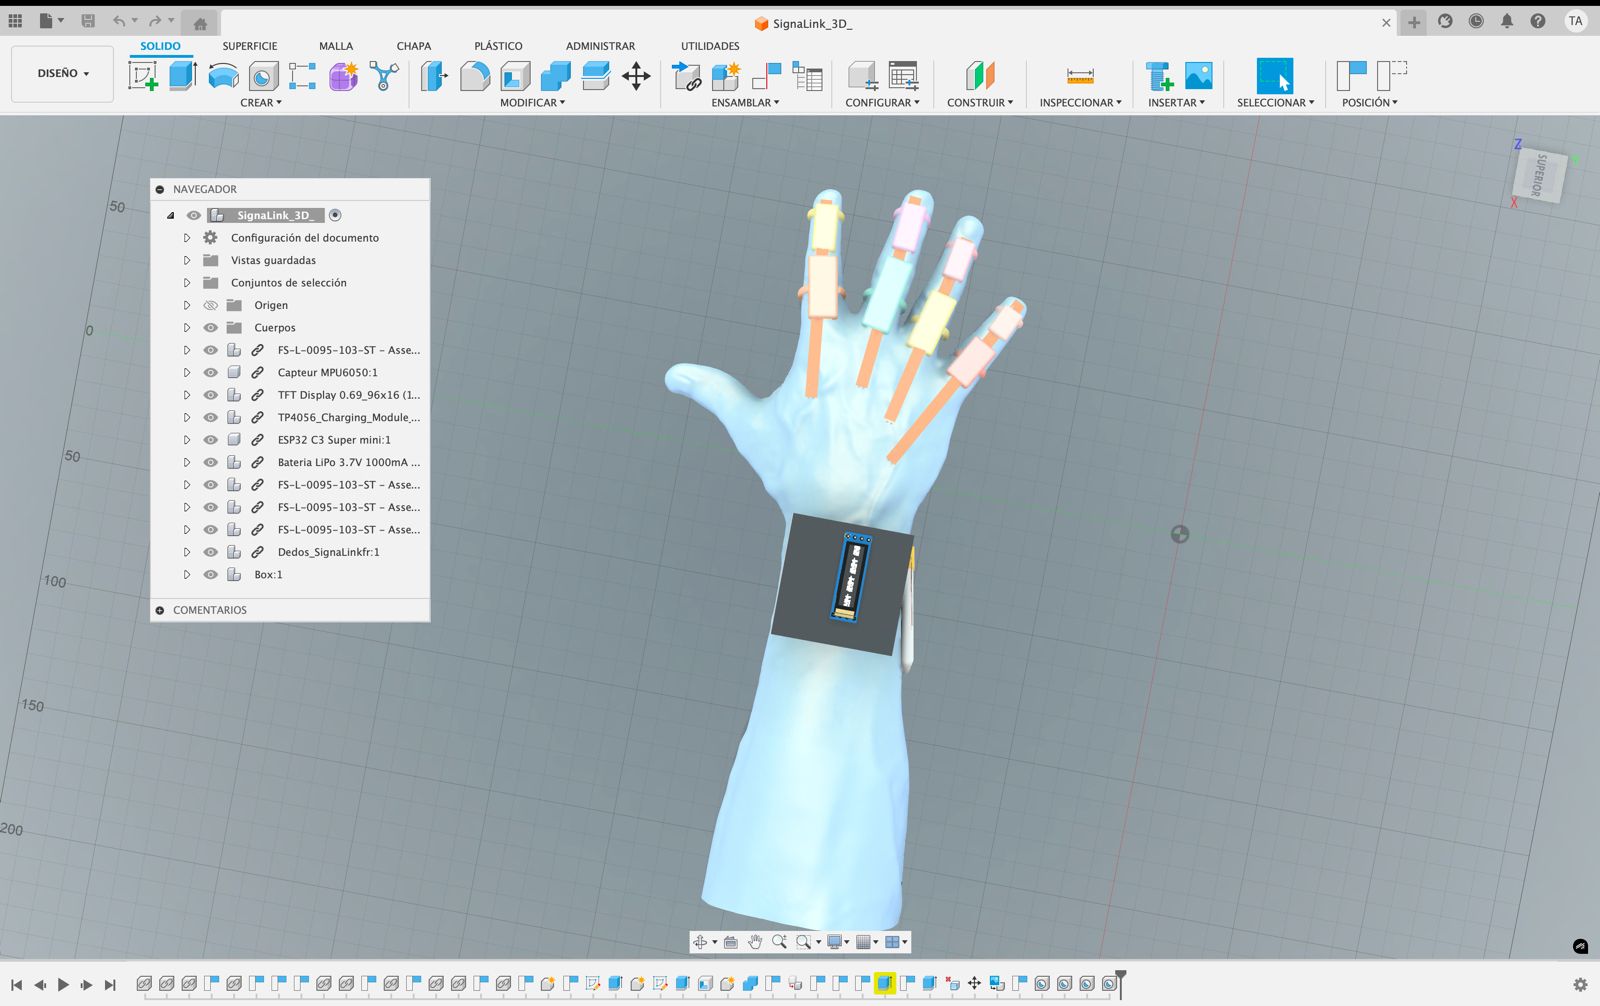 SignaLink_3D_
TA
DISEÑO
SOLIDO
SUPERFICIE
MALLA
CHAPA
PLÁSTICO
ADMINISTRAR
UTILIDADES
CREAR
MODIFICAR
ENSAMBLAR
CONFIGURAR
CONSTRUIR
INSPECCIONAR
INSERTAR
SELECCIONAR
POSICIÓN
Z
Y
SUPERIOR
X
50
0
50
100
150
200
NAVEGADOR
SignaLink_3D_
Configuración del documento
Vistas guardadas
Conjuntos de selección
Origen
Cuerpos
FS-L-0095-103-ST - Asse...
Capteur MPU6050:1
TFT Display 0.69_96x16 (1...
TP4056_Charging_Module_...
ESP32 C3 Super mini:1
Bateria LiPo 3.7V 1000mA ...
FS-L-0095-103-ST - Asse...
FS-L-0095-103-ST - Asse...
FS-L-0095-103-ST - Asse...
Dedos_SignaLinkfr:1
Box:1
COMENTARIOS